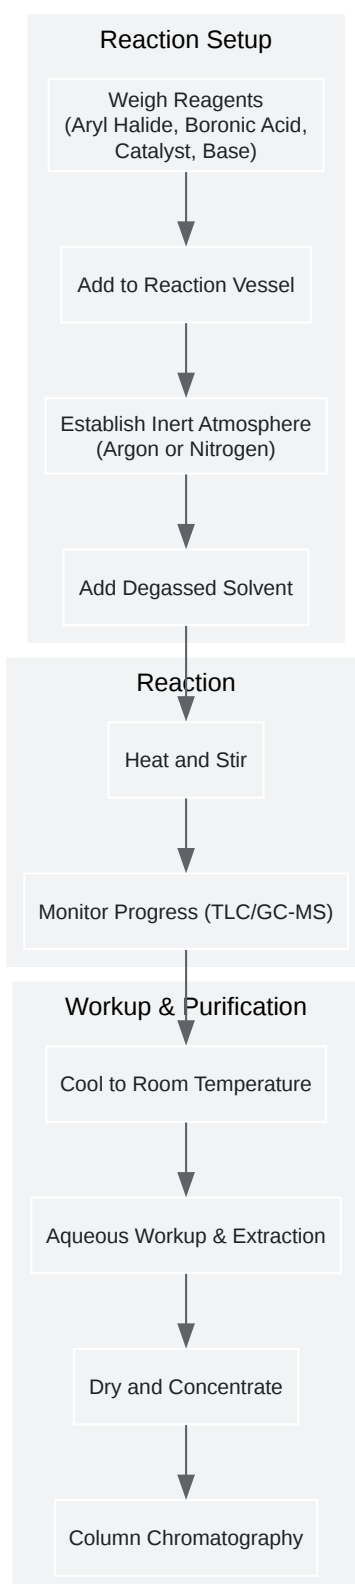 Reaction Setup
Weigh Reagents
(Aryl Halide, Boronic Acid,
Catalyst, Base)
Add to Reaction Vessel
Establish Inert Atmosphere
(Argon or Nitrogen)
Add Degassed Solvent
Reaction
Heat and Stir
Monitor Progress (TLC/GC-MS)
Workup & Purification
Cool to Room Temperature
Aqueous Workup & Extraction
Dry and Concentrate
Column Chromatography